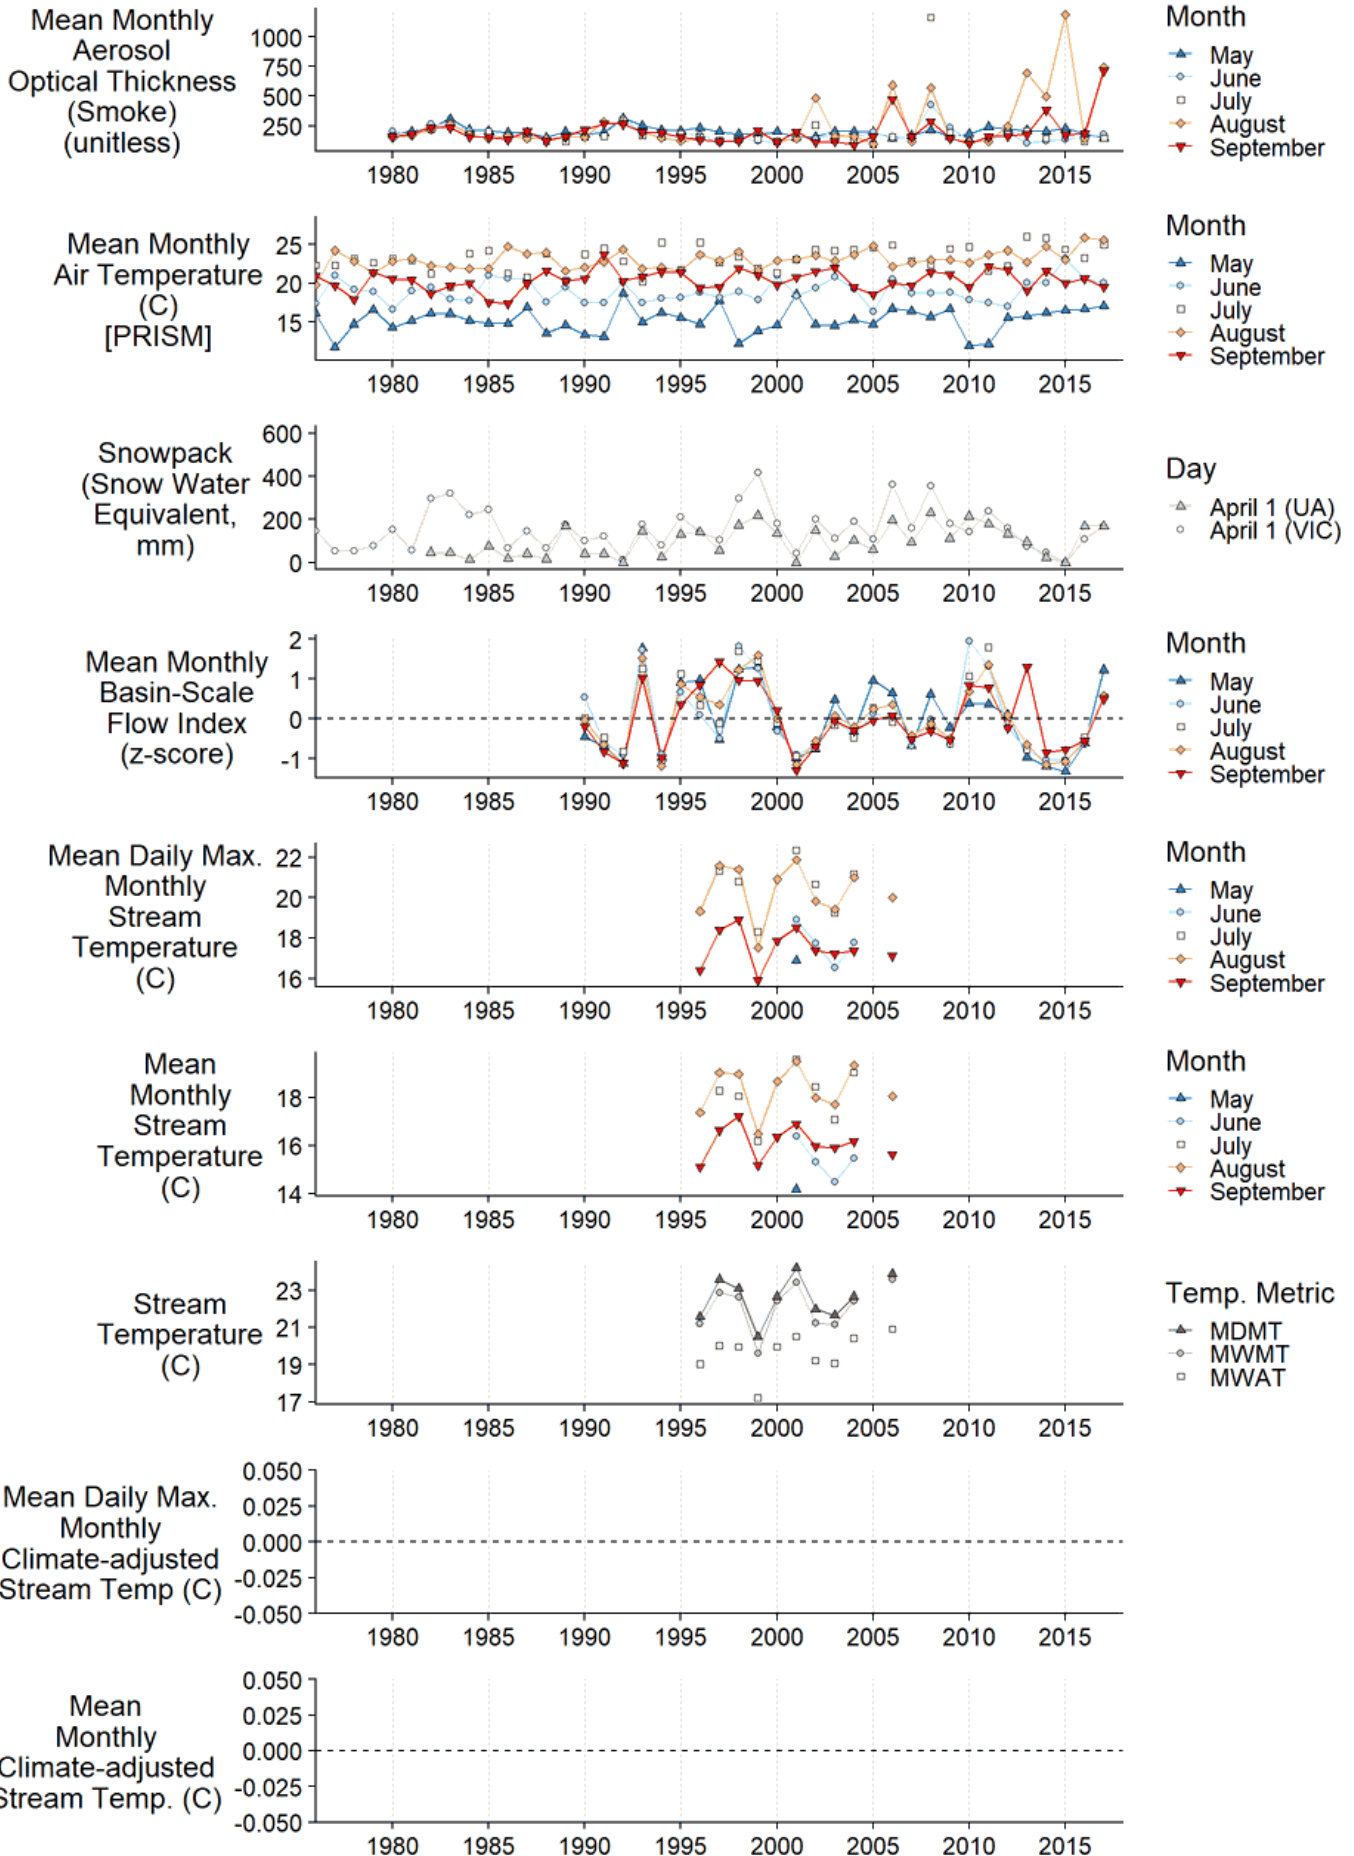 Mean Monthly
Aerosol
Optical Thickness
(Smoke)
(unitless)
1000
750
500
250
1980 1985 1990 1995 2000 2005 2010 2015
Month
May
June
July
August
September
Mean Monthly
Air Temperature
(C)
[PRISM]
25
20
15
1980 1985 1990 1995 2000 2005 2010 2015
Month
May
June
July
August
September
Snowpack
(Snow Water
Equivalent,
mm)
600
400
200
0
1980 1985 1990 1995 2000 2005 2010 2015
Day
April 1 (UA)
April 1 (VIC)
Mean Monthly
Basin-Scale
Flow Index
(z-score)
2
1
0
-1
1980 1985 1990 1995 2000 2005 2010 2015
Month
May
June
July
August
September
Mean Daily Max.
Monthly
Stream
Temperature
(C)
22
20
18
16
1980 1985 1990 1995 2000 2005 2010 2015
Month
May
June
July
August
September
Mean
Monthly
Stream
Temperature
(C)
18
16
14
1980 1985 1990 1995 2000 2005 2010 2015
Month
May
June
July
August
September
Stream
Temperature
(C)
23
21
19
17
1980 1985 1990 1995 2000 2005 2010 2015
Temp. Metric
MDMT
MWMT
MWAT
Mean Daily Max.
Monthly
Climate-adjusted
Stream Temp (C)
0.050
0.025
0.000
-0.025
-0.050
1980 1985 1990 1995 2000 2005 2010 2015
Mean
Monthly
Climate-adjusted
Stream Temp. (C)
0.050
0.025
0.000
-0.025
-0.050
1980 1985 1990 1995 2000 2005 2010 2015